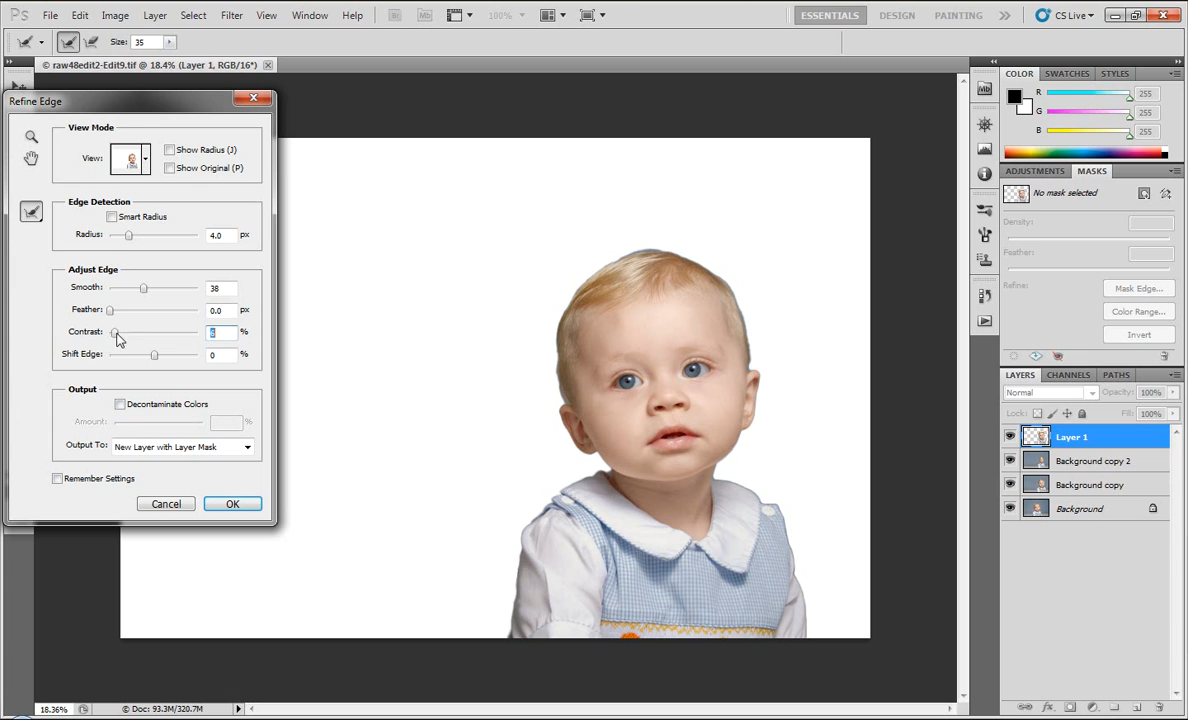 Ps File Edit Image Layer Select Filter View Window Help Br Mb 100% ESSENTIALS DESIGN PAINTING >> CS Live
Size: 35
© raw48edit2-Edit9.tif @ 18.4% (Layer 1, RGB/16*)
Refine Edge
View Mode
View:
Show Radius (J)
Show Original (P)
Edge Detection
Smart Radius
Radius: 4.0 px
Adjust Edge
Smooth: 38
Feather: 0.0 px
Contrast: 6 %
Shift Edge: 0 %
Output
Decontaminate Colors
Amount: %
Output To: New Layer with Layer Mask
Remember Settings
Cancel OK
Mb
COLOR SWATCHES STYLES
R 255
G 255
B 255
ADJUSTMENTS MASKS
No mask selected
Density:
Feather:
Refine: Mask Edge...
Color Range...
Invert
LAYERS CHANNELS PATHS
Normal Opacity: 100%
Lock: Fill: 100%
Layer 1
Background copy 2
Background copy
Background
18.36% © Doc: 93.3M/320.7M